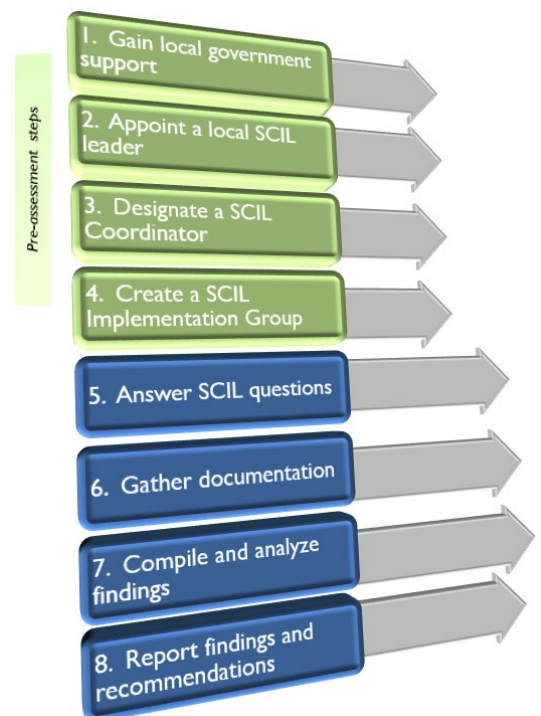 Pre-assessment steps
1. Gain local government
support
2. Appoint a local SCIL
leader
3. Designate a SCIL
Coordinator
4. Create a SCIL
Implementation Group
5. Answer SCIL questions
6. Gather documentation
7. Compile and analyze
findings
8. Report findings and
recommendations